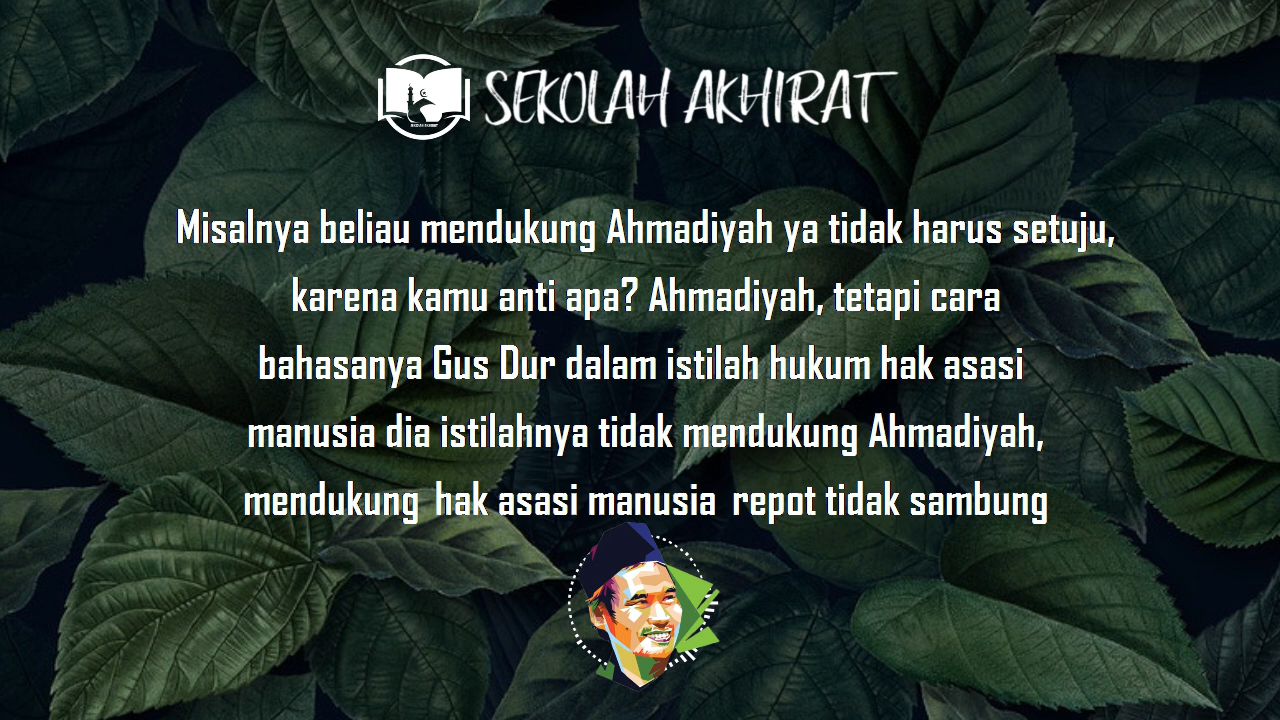 SEKOLAH AKHIRAT
Misalnya beliau mendukung Ahmadiyah ya tidak harus setuju,
karena kamu anti apa? Ahmadiyah, tetapi cara
bahasanya Gus Dur dalam istilah hukum hak asasi
manusia dia istilahnya tidak mendukung Ahmadiyah,
mendukung hak asasi manusia repot tidak sambung